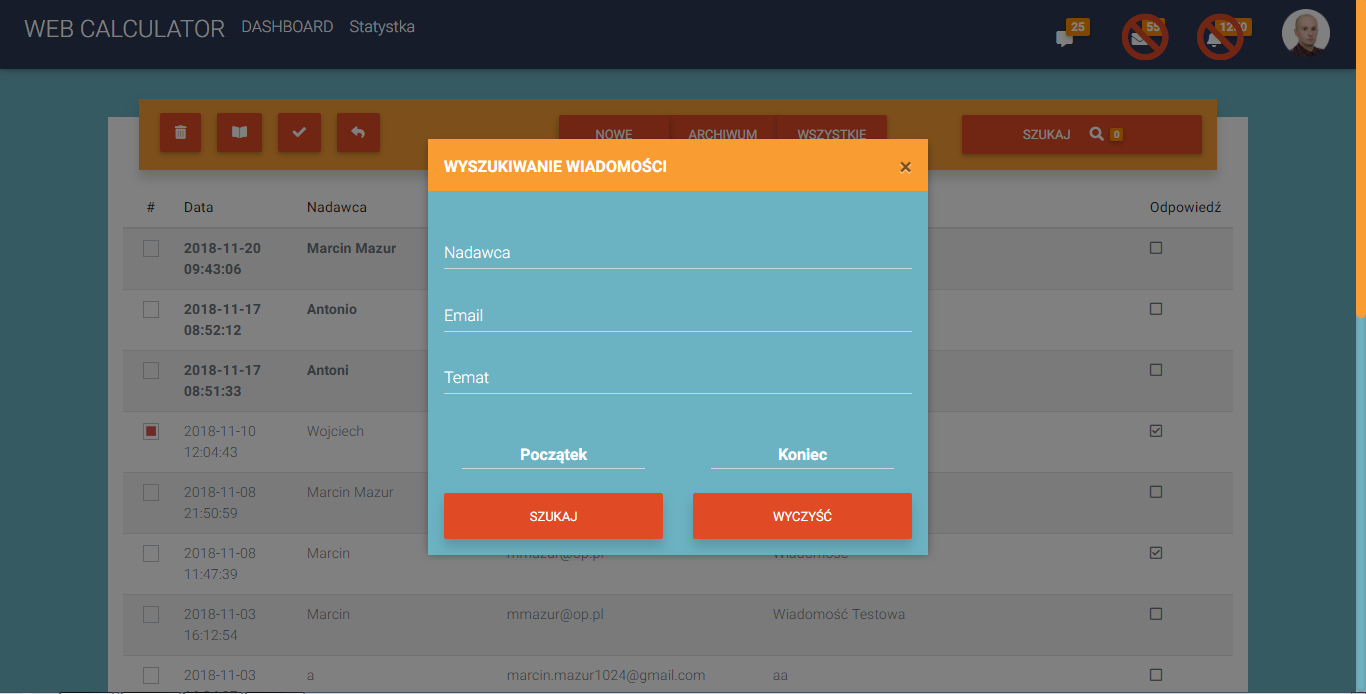 WEB CALCULATOR DASHBOARD Statystka 25 55
NOWE ARCHIWUM WSZYSTKIE SZUKAJ 0
WYSZUKIWANIE WIADOMOŚCI ×
# Data Nadawca Odpowiedź
2018-11-20 Marcin Mazur
09:43:06
Nadawca
2018-11-17 Antonio
08:52:12
Email
2018-11-17 Antoni
08:51:33
Temat
2018-11-10 Wojciech
12:04:43
Początek Koniec
2018-11-08 Marcin Mazur
21:50:59
SZUKAJ WYCZYŚĆ
2018-11-08 Marcin mmazur@op.pl Wiadomość
11:47:39
2018-11-03 Marcin mmazur@op.pl Wiadomość Testowa
16:12:54
2018-11-03 a marcin.mazur1024@gmail.com aa